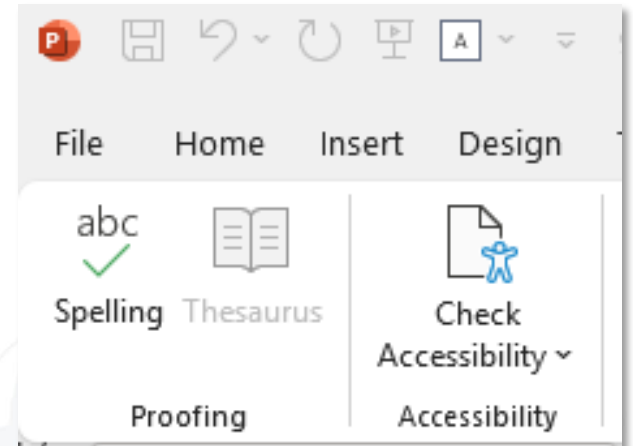 P
A
File Home Insert Design
abc
Spelling Thesaurus
Check
Accessibility
Proofing Accessibility